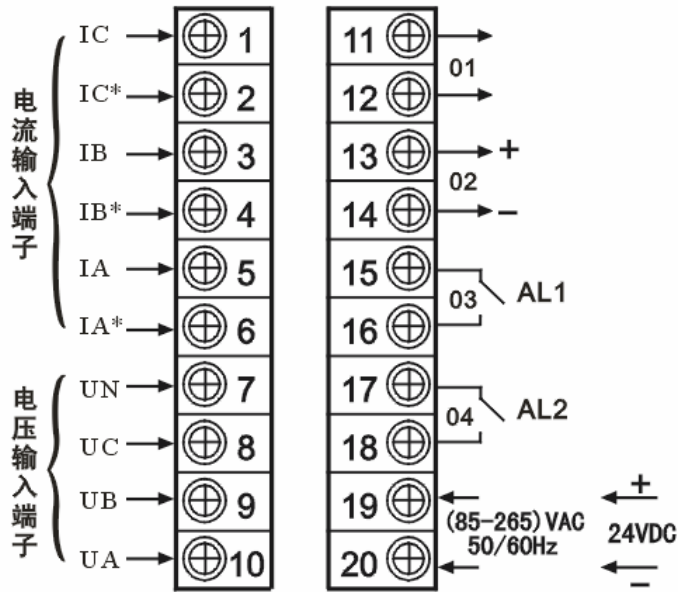 电流输入端子
IC 1
IC* 2
IB 3
IB* 4
IA 5
IA* 6
电压输入端子
UN 7
UC 8
UB 9
UA 10
11
01
12
13 +
02
14 −
15
03 AL1
16
17
04 AL2
18
19 +
(85-265)VAC 24VDC
50/60Hz
20 −